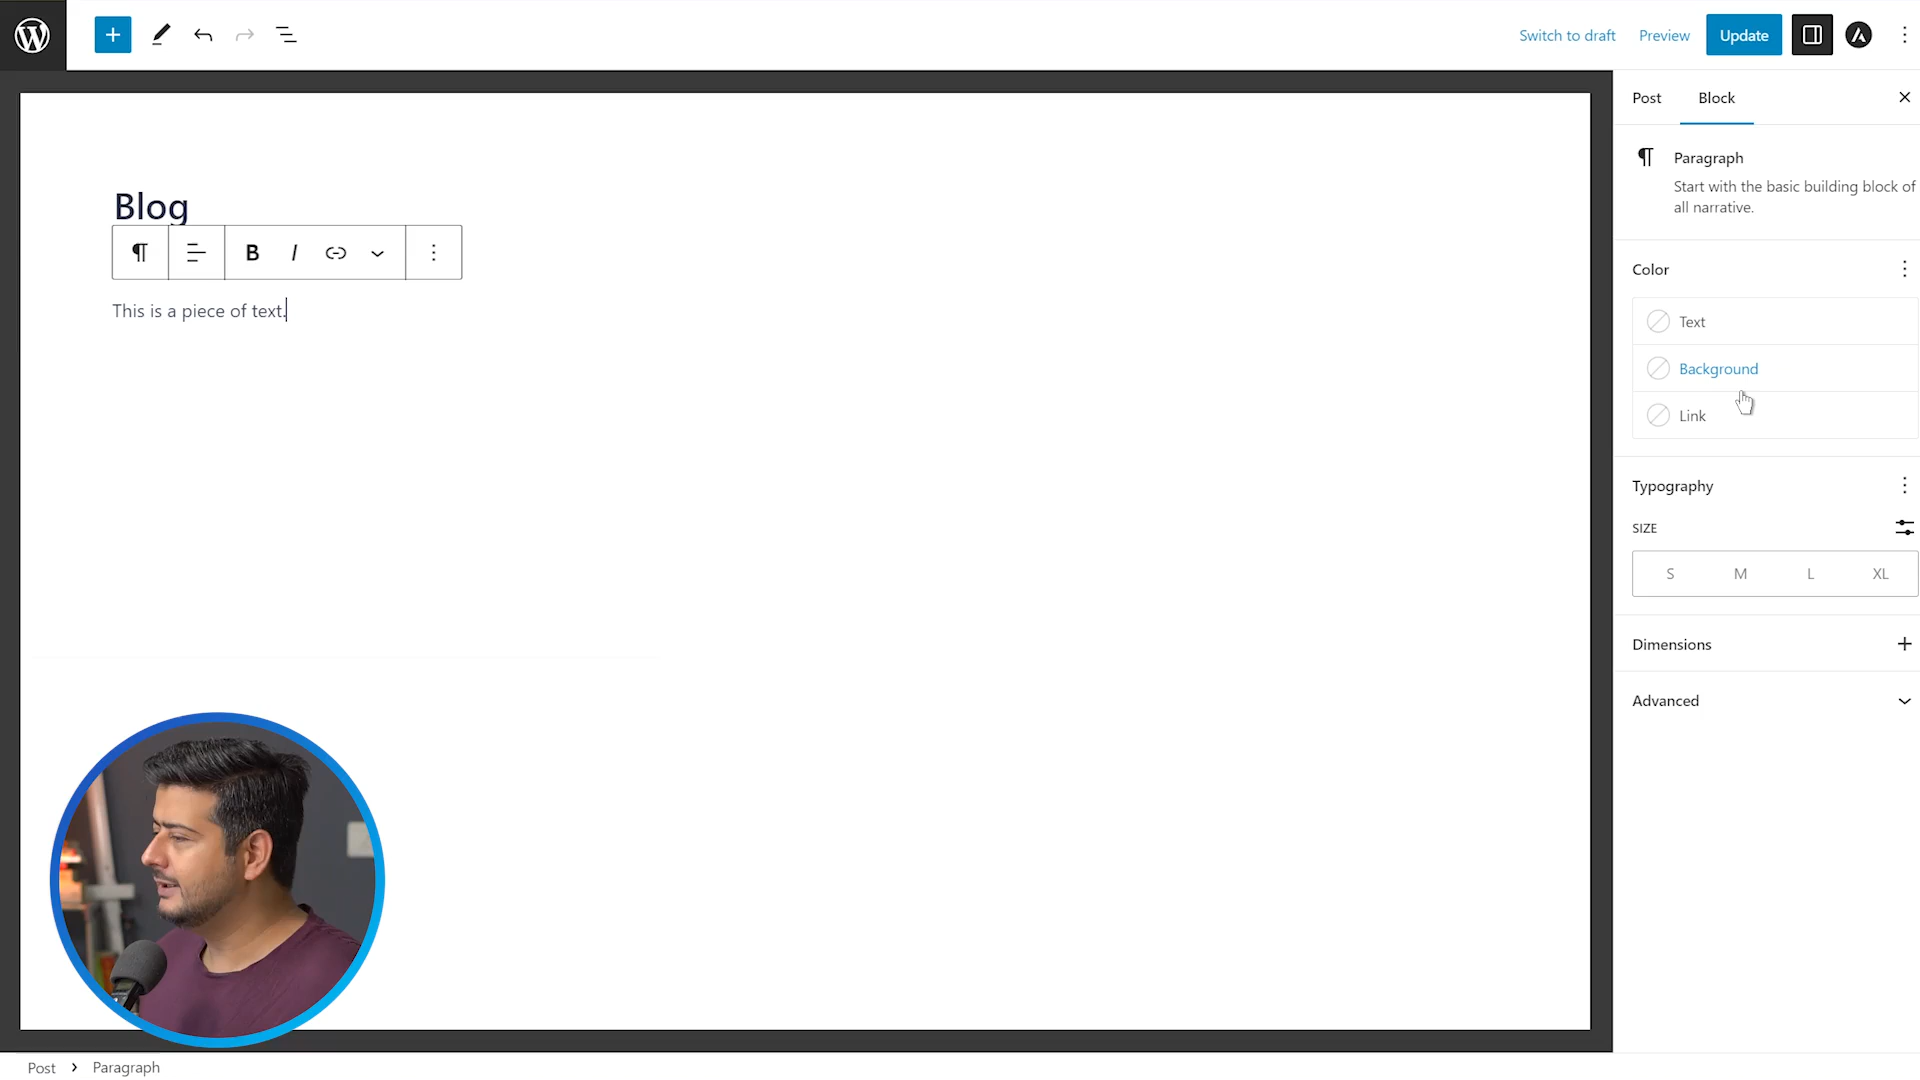 Switch to draft
Preview
Update
Post
Block
Paragraph
Start with the basic building block of
all narrative.
Blog
B I
This is a piece of text.
Color
Text
Background
Link
Typography
SIZE
S M L XL
Dimensions
Advanced
Post > Paragraph